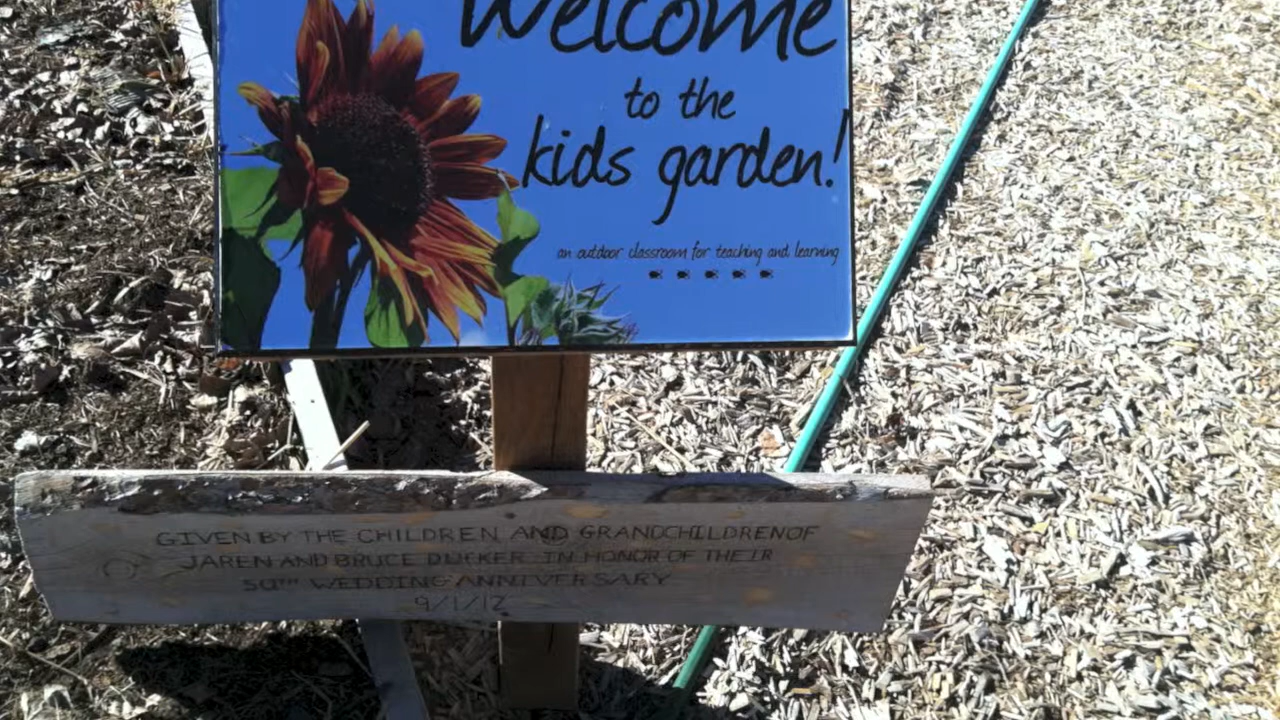 Welcome
to the
kids garden!
an outdoor classroom for teaching and learning
GIVEN BY THE CHILDREN AND GRANDCHILDREN OF
JAREN AND BRUCE DUCKER IN HONOR OF THEIR
50TH WEDDING ANNIVERSARY
9/1/12